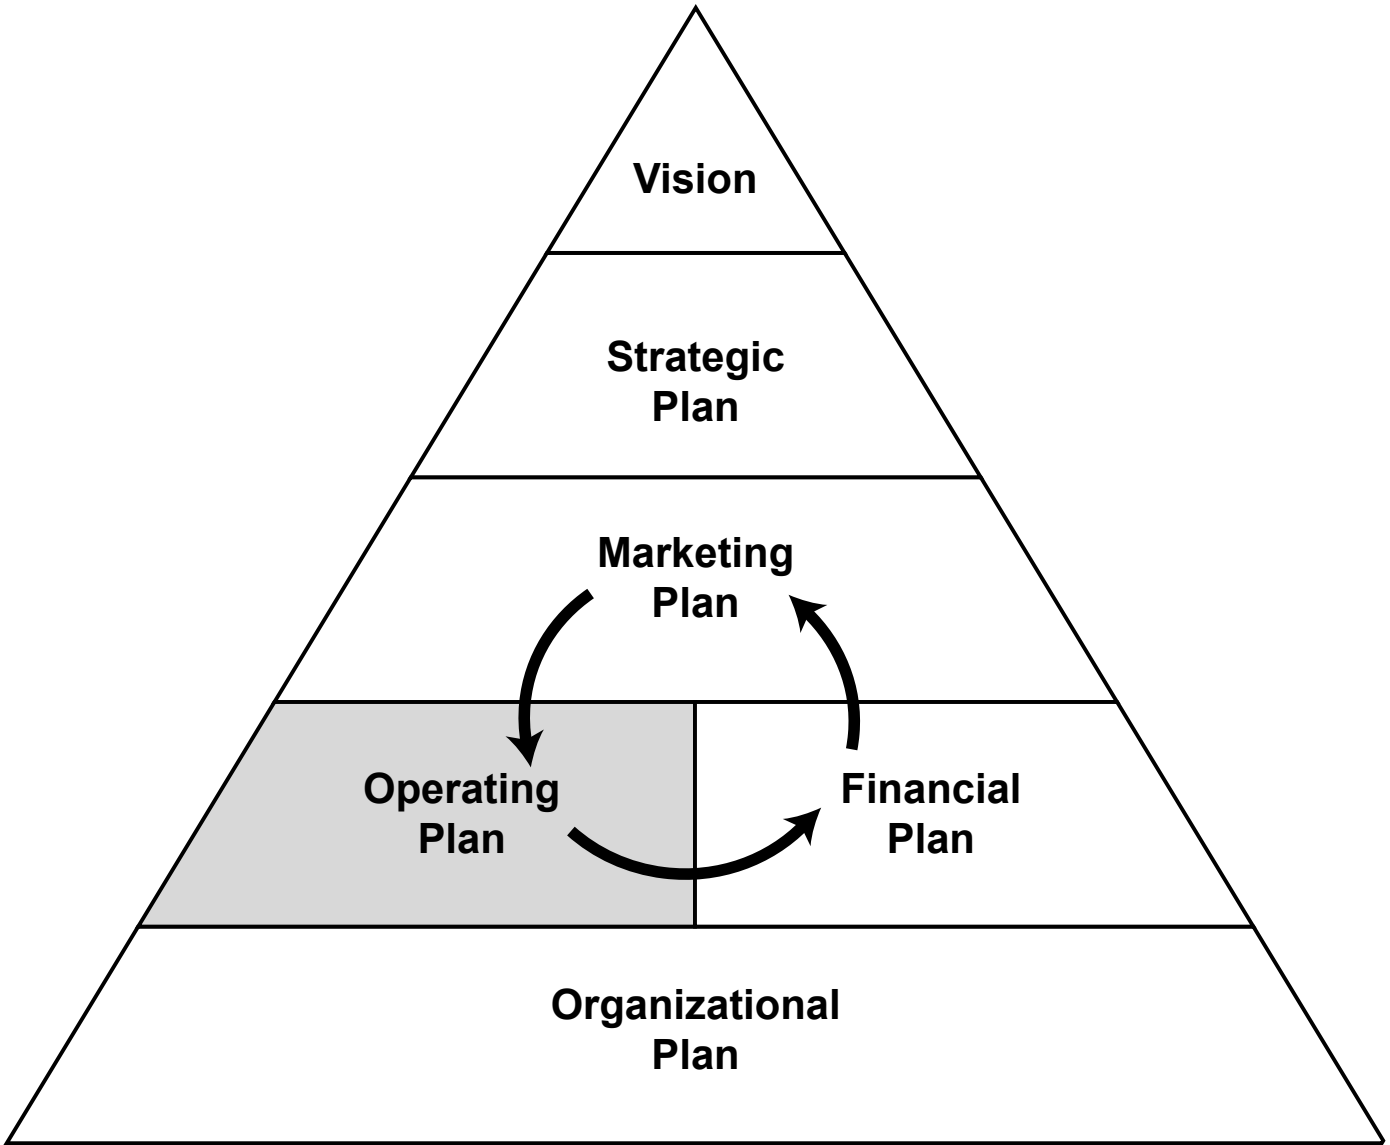 Vision
Strategic
Plan
Marketing
Plan
Operating
Plan
Financial
Plan
Organizational
Plan